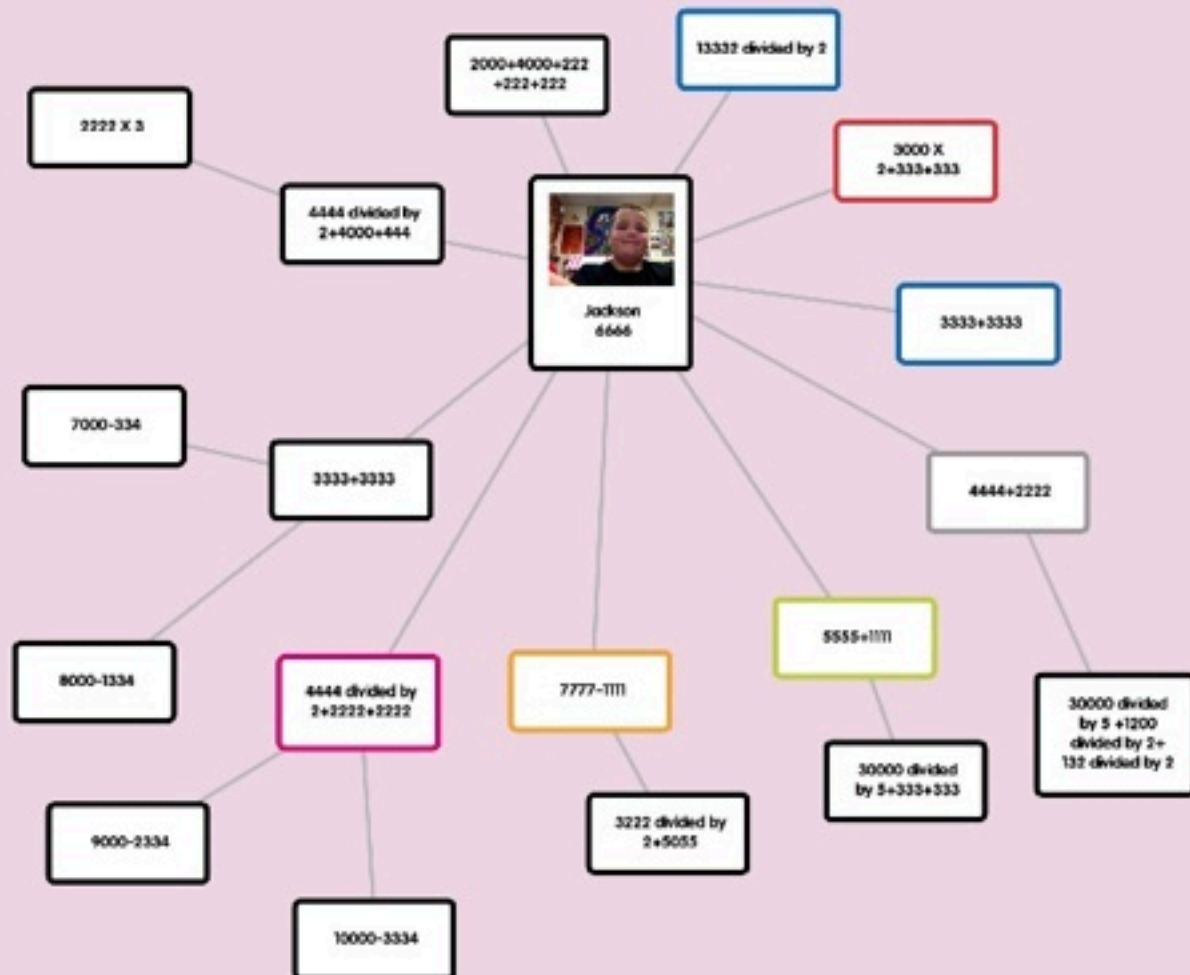 13332 divided by 2
2000+4000+222
+222+222
2222 X 3
3000 X
2+333+333
4444 divided by
2+4000+444
Jackson
6666
3333+3333
7000-334
3333+3333
4444+2222
5555+1111
8000-1334
4444 divided by
2+2222+2222
7777-1111
30000 divided
by 5 +1200
divided by 2+
132 divided by 2
30000 divided
by 5+333+333
9000-2334
3222 divided by
2+5055
10000-3334